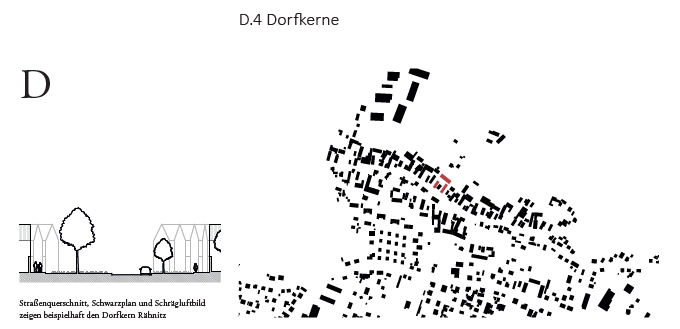 D.4 Dorfkerne
D
Straßenquerschnitt, Schwarzplan und Schrägluftbild
zeigen beispielhaft den Dorfkern Rähnitz